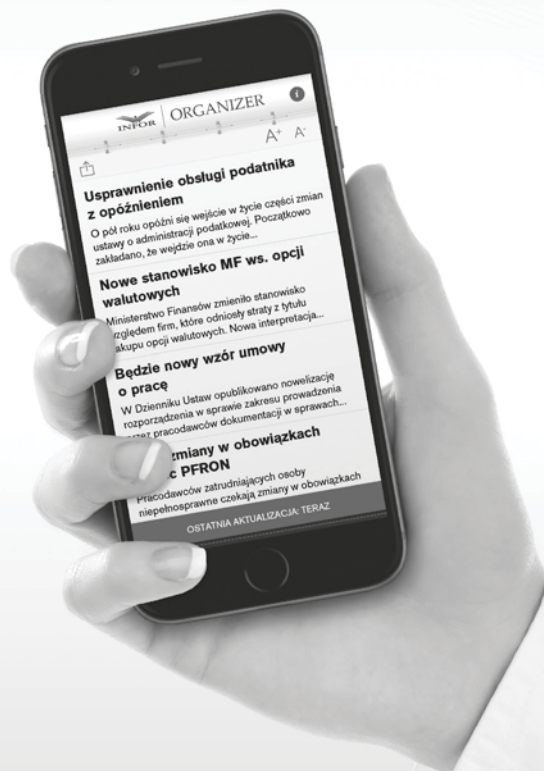 INFOR ORGANIZER
A+ A-
Usprawnienie obsługi podatnika
z opóźnieniem
O pół roku opóźni się wejście w życie części zmian
ustawy o administracji podatkowej. Początkowo
zakładano, że wejdzie ona w życie...
Nowe stanowisko MF ws. opcji
walutowych
Ministerstwo Finansów zmieniło stanowisko
względem firm, które odniosły straty z tytułu
zakupu opcji walutowych. Nowa interpretacja...
Będzie nowy wzór umowy
o pracę
W Dzienniku Ustaw opublikowano nowelizację
rozporządzenia w sprawie zakresu prowadzenia
przez pracodawców dokumentacji w sprawach...
zmiany w obowiązkach
PFRON
Pracodawców zatrudniających osoby
niepełnosprawne czekają zmiany w obowiązkach
OSTATNIA AKTUALIZACJA: TERAZ